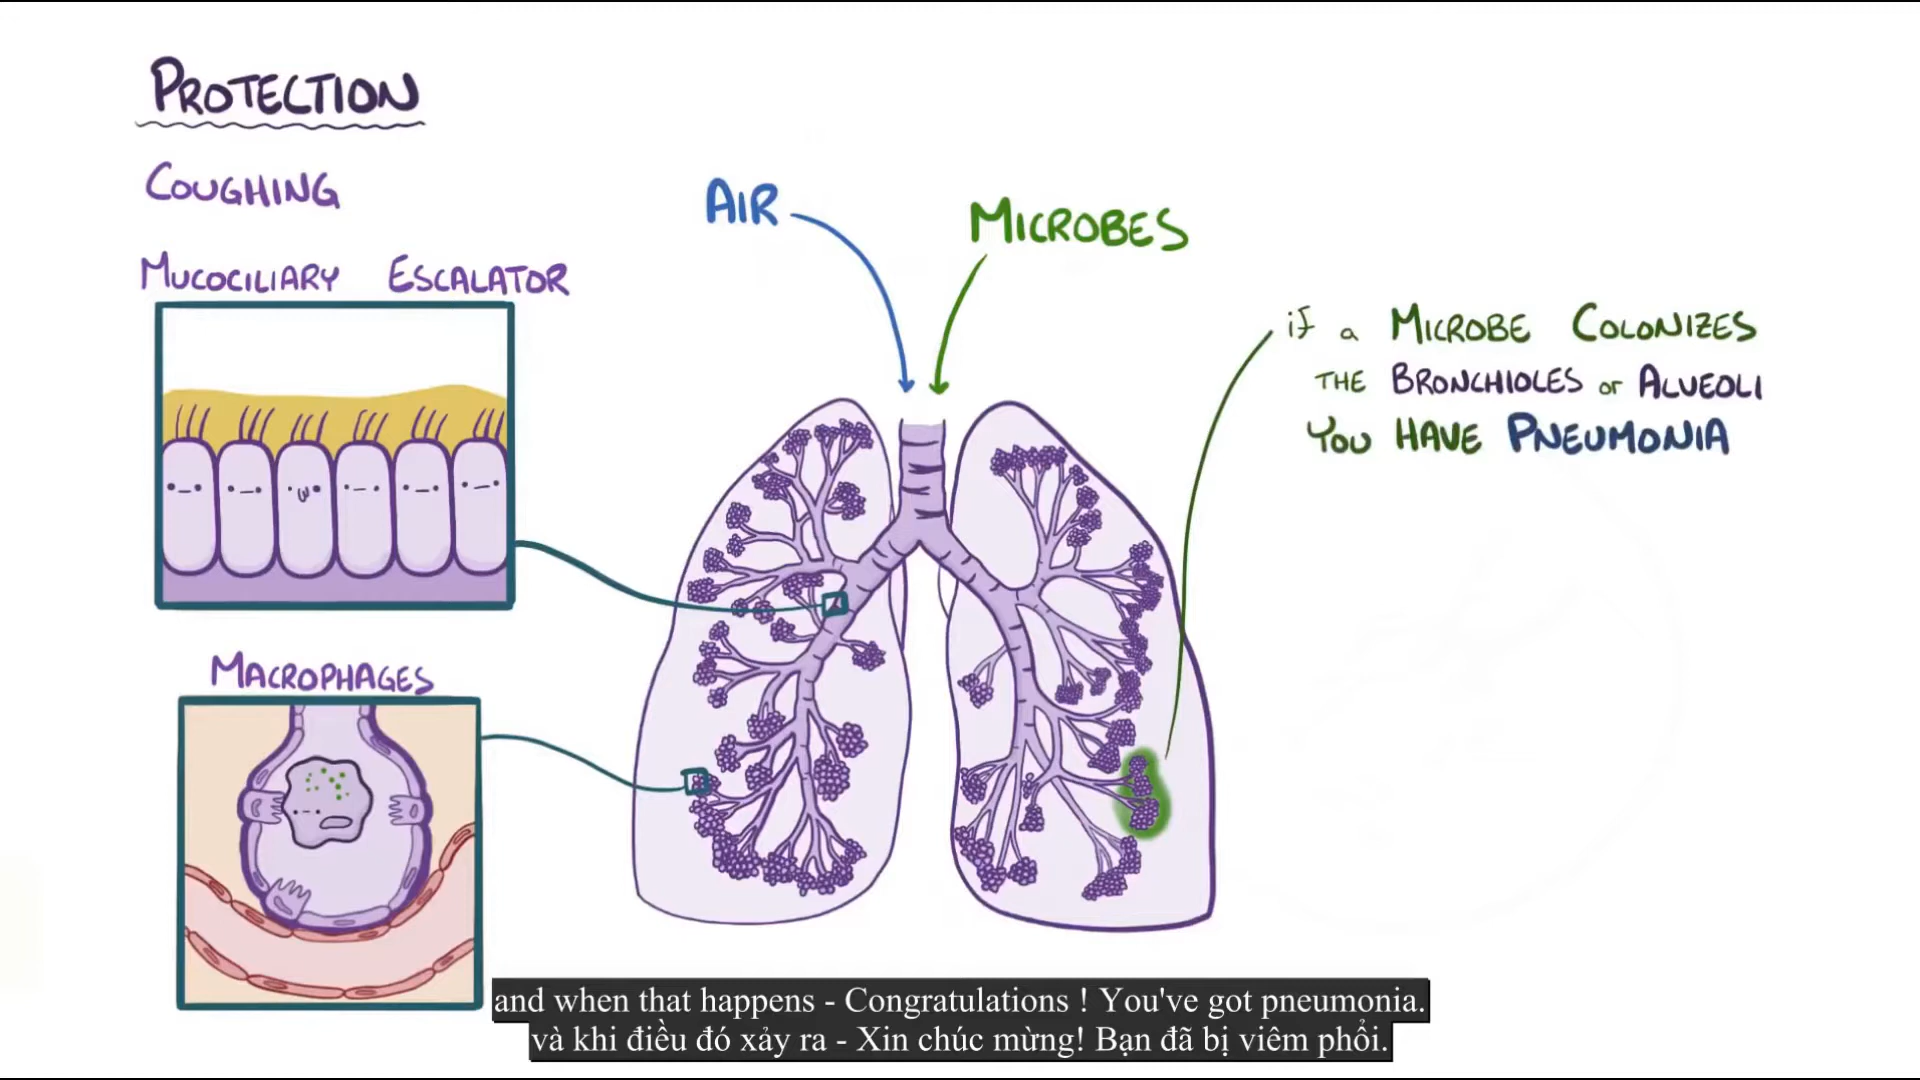 PROTECTION
COUGHING
MUCOCILIARY ESCALATOR
MACROPHAGES
AIR
MICROBES
if a MICROBE COLONIZES
THE BRONCHIOLES or ALVEOLI
YOU HAVE PNEUMONIA
and when that happens - Congratulations ! You've got pneumonia.
và khi điều đó xảy ra - Xin chúc mừng! Bạn đã bị viêm phổi.